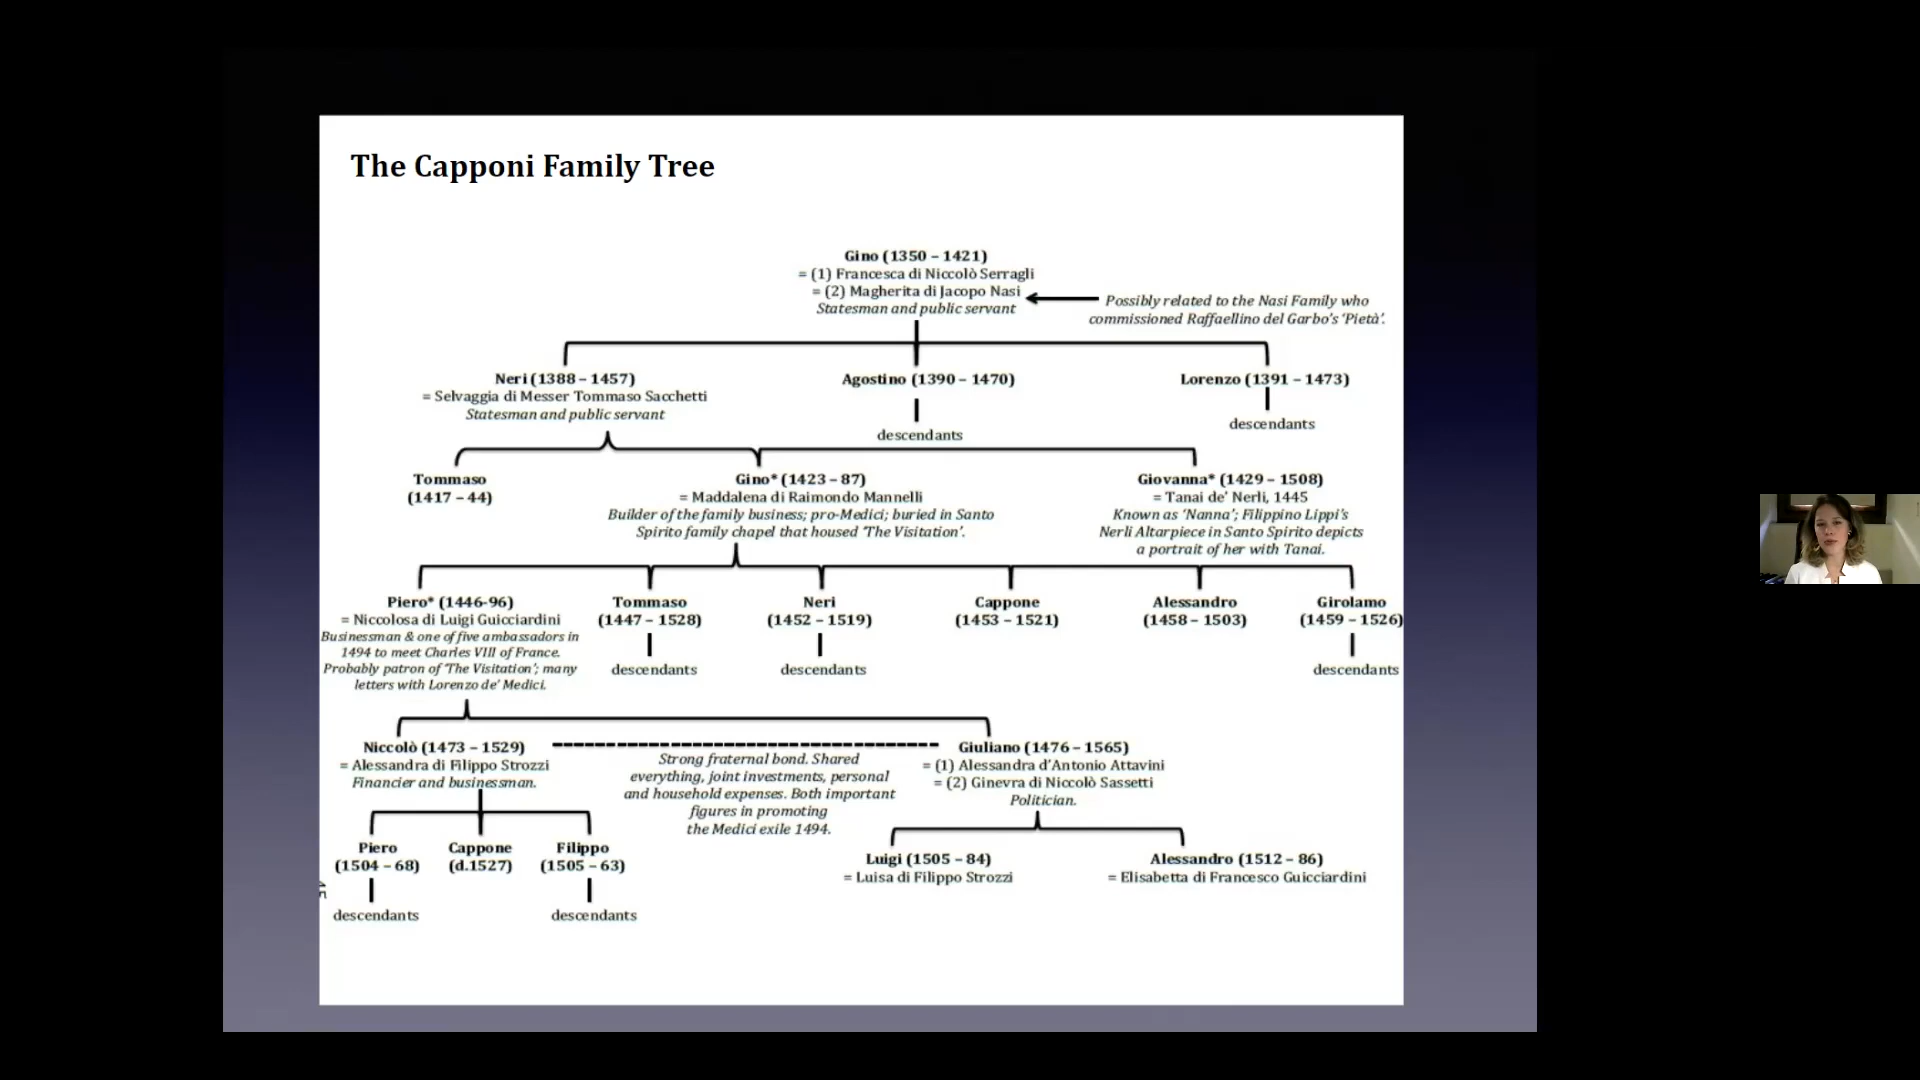 The Capponi Family Tree
Gino (1350 – 1421)
= (1) Francesca di Niccolò Serragli
= (2) Magherita di Jacopo Nasi
Statesman and public servant
Possibly related to the Nasi Family who
commissioned Raffaellino del Garbo's 'Pietà'.
Neri (1388 – 1457)
= Selvaggia di Messer Tommaso Sacchetti
Statesman and public servant
Agostino (1390 – 1470)
descendants
Lorenzo (1391 – 1473)
descendants
Tommaso
(1417 – 44)
Gino* (1423 – 87)
= Maddalena di Raimondo Mannelli
Builder of the family business; pro-Medici; buried in Santo
Spirito family chapel that housed 'The Visitation'.
Giovanna* (1429 – 1508)
= Tanai de' Nerli, 1445
Known as 'Nanna'; Filippino Lippi's
Nerli Altarpiece in Santo Spirito depicts
a portrait of her with Tanai.
Piero* (1446-96)
= Niccolosa di Luigi Guicciardini
Businessman & one of five ambassadors in
1494 to meet Charles VIII of France.
Probably patron of 'The Visitation'; many
letters with Lorenzo de' Medici.
Tommaso
(1447 – 1528)
descendants
Neri
(1452 – 1519)
descendants
Cappone
(1453 – 1521)
Alessandro
(1458 – 1503)
Girolamo
(1459 – 1526)
descendants
Niccolò (1473 – 1529)
= Alessandra di Filippo Strozzi
Financier and businessman.
Strong fraternal bond. Shared
everything, joint investments, personal
and household expenses. Both important
figures in promoting
the Medici exile 1494.
Giuliano (1476 – 1565)
= (1) Alessandra d'Antonio Attavini
= (2) Ginevra di Niccolò Sassetti
Politician.
Piero
(1504 – 68)
descendants
Cappone
(d.1527)
Filippo
(1505 – 63)
descendants
Luigi (1505 – 84)
= Luisa di Filippo Strozzi
Alessandro (1512 – 86)
= Elisabetta di Francesco Guicciardini